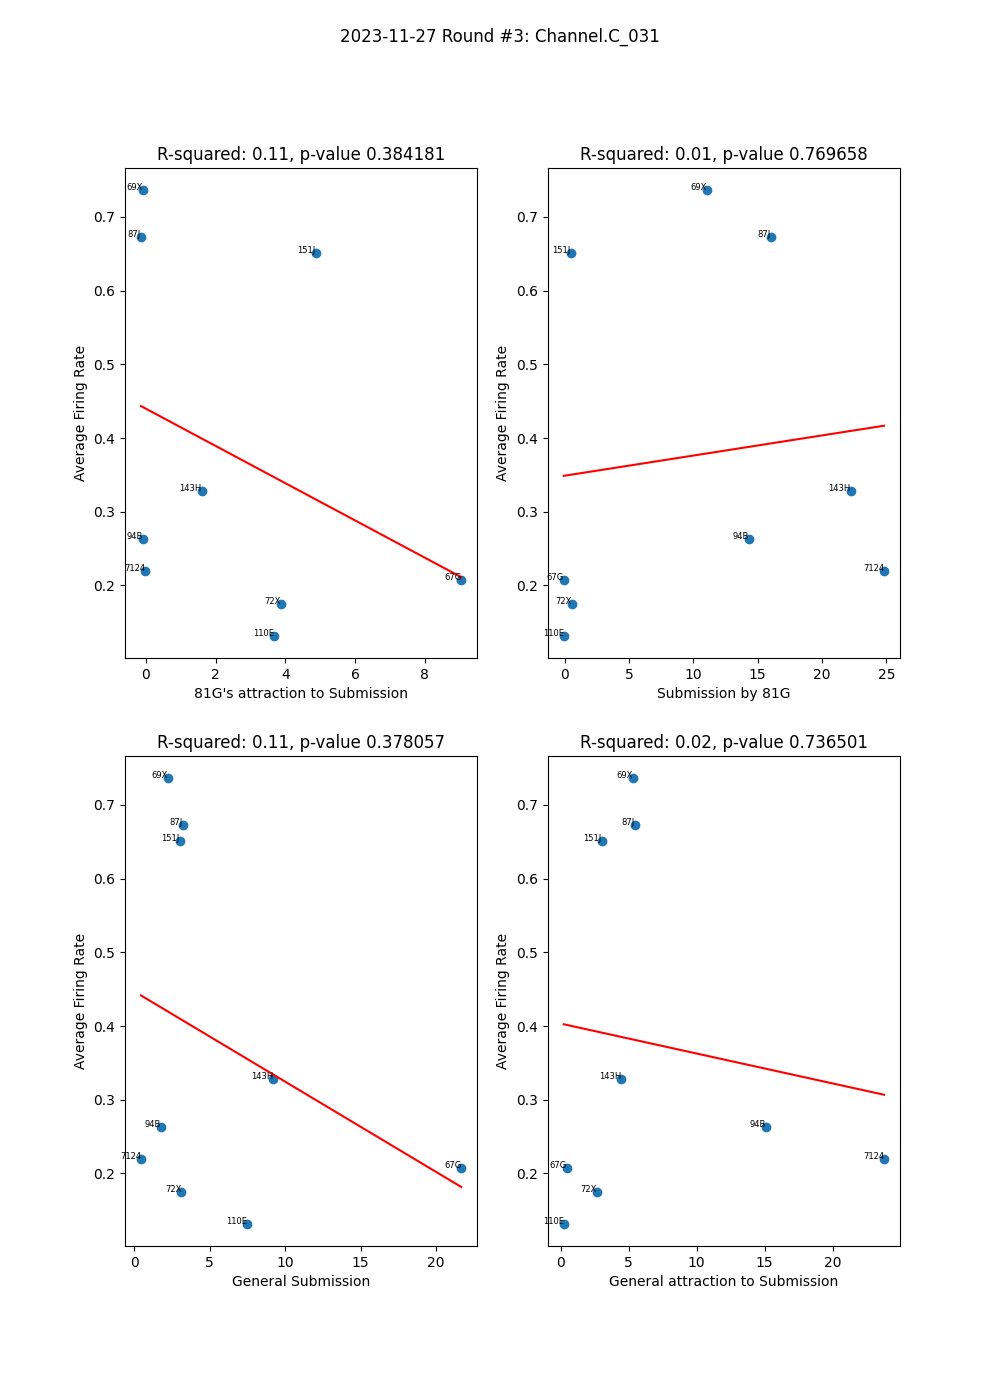 2023-11-27 Round #3: Channel.C_031
R-squared: 0.11, p-value 0.384181
69X
87J
151J
143H
94B
7124
67G
72X
110E
0.7
0.6
0.5
0.4
0.3
0.2
Average Firing Rate
0 2 4 6 8
81G's attraction to Submission
R-squared: 0.01, p-value 0.769658
69X
87J
151J
143H
94B
7124
67G
72X
110E
0.7
0.6
0.5
0.4
0.3
0.2
Average Firing Rate
0 5 10 15 20 25
Submission by 81G
R-squared: 0.11, p-value 0.378057
69X
87J
151J
143H
94B
7124
67G
72X
110E
0.7
0.6
0.5
0.4
0.3
0.2
Average Firing Rate
0 5 10 15 20
General Submission
R-squared: 0.02, p-value 0.736501
69X
87J
151J
143H
94B
7124
67G
72X
110E
0.7
0.6
0.5
0.4
0.3
0.2
Average Firing Rate
0 5 10 15 20
General attraction to Submission